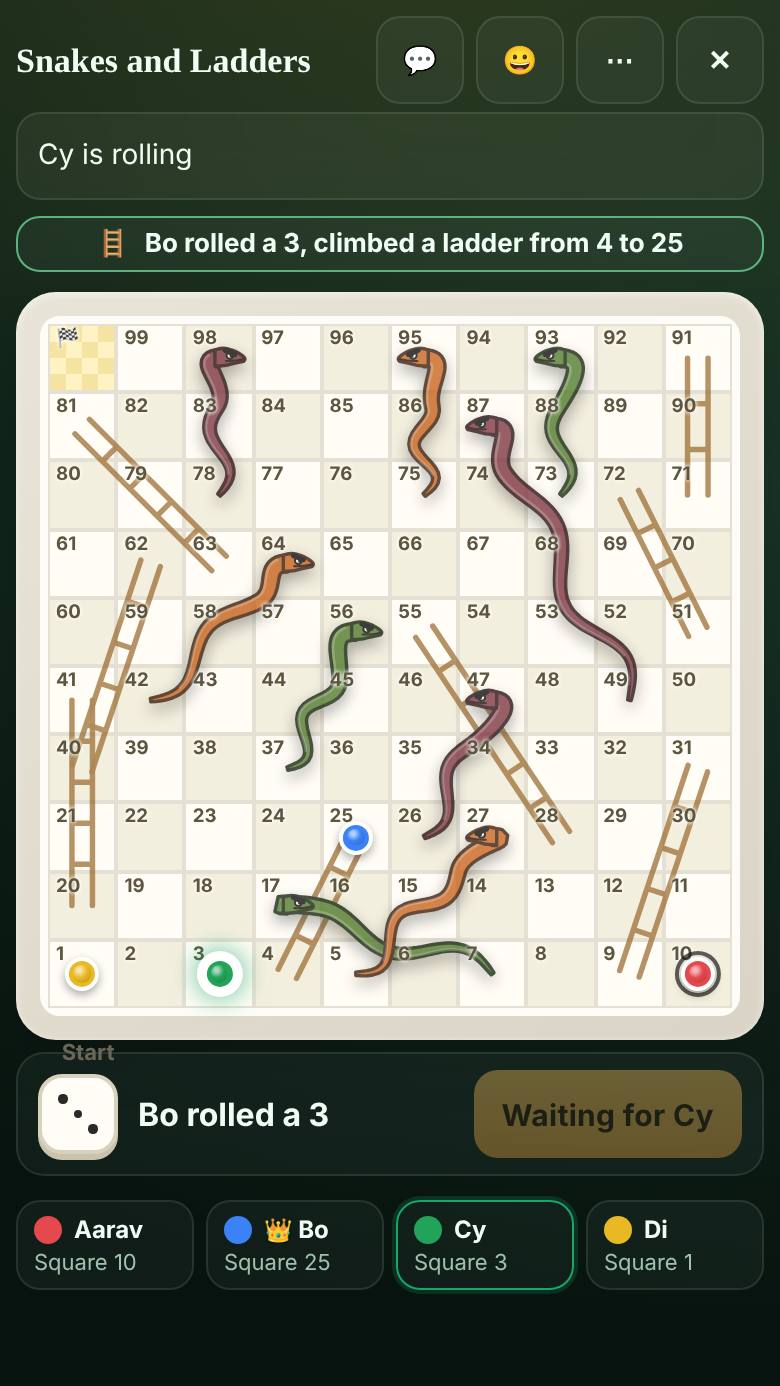 Snakes and Ladders
Cy is rolling
Bo rolled a 3, climbed a ladder from 4 to 25
99 98 97 96 95 94 93 92 91
81 82 83 84 85 86 87 88 89 90
80 79 78 77 76 75 74 73 72 71
61 62 63 64 65 66 67 68 69 70
60 59 58 57 56 55 54 53 52 51
41 42 43 44 45 46 47 48 49 50
40 39 38 37 36 35 34 33 32 31
21 22 23 24 25 26 27 28 29 30
20 19 18 17 16 15 14 13 12 11
1 2 3 4 5 6 7 8 9 10
Start
Bo rolled a 3
Waiting for Cy
Aarav
Square 10
Bo
Square 25
Cy
Square 3
Di
Square 1